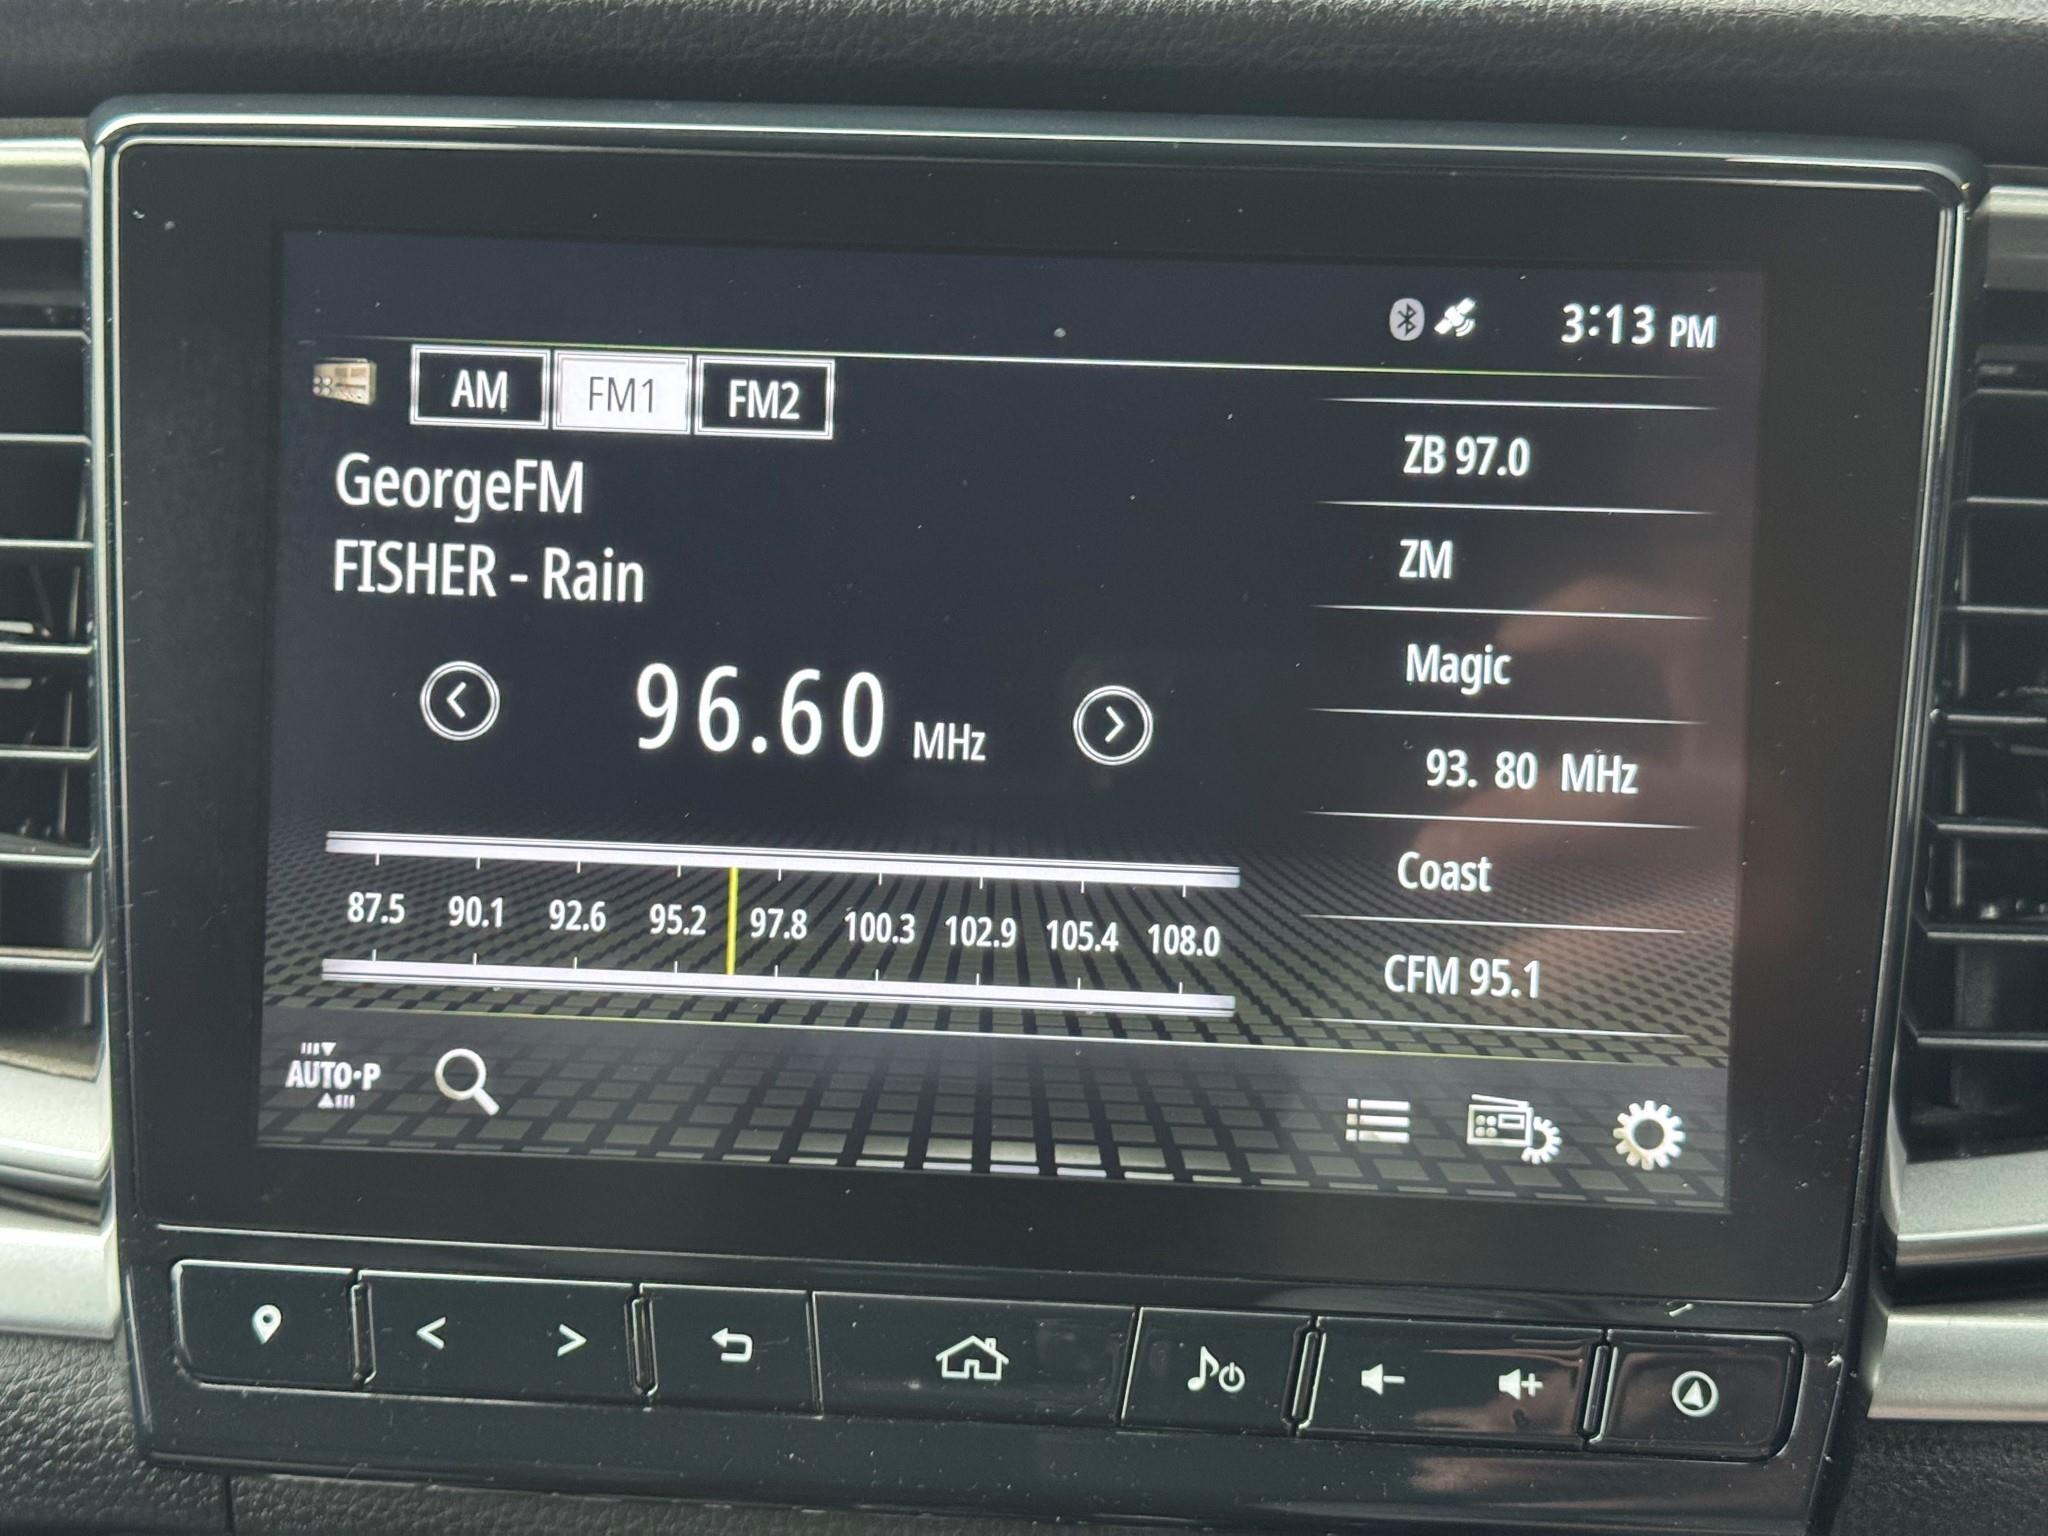 3:13 PM
AM FM1 FM2
GeorgeFM
FISHER - Rain
96.60 MHz
87.5 90.1 92.6 95.2 97.8 100.3 102.9 105.4 108.0
ZB 97.0
ZM
Magic
93. 80 MHz
Coast
CFM 95.1
AUTO·P